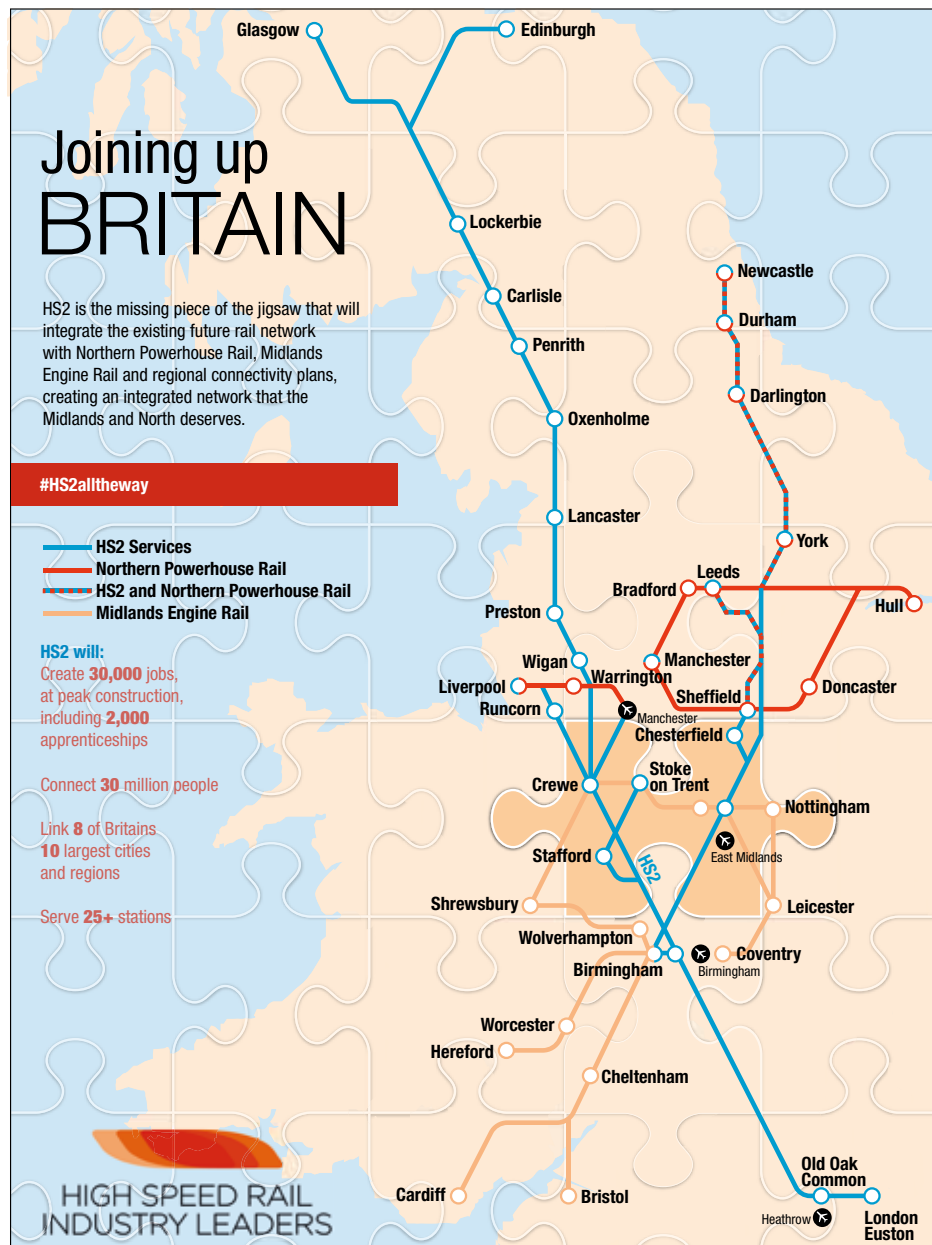 Glasgow
Edinburgh
Joining up
BRITAIN
HS2 is the missing piece of the jigsaw that will
integrate the existing future rail network
with Northern Powerhouse Rail, Midlands
Engine Rail and regional connectivity plans,
creating an integrated network that the
Midlands and North deserves.
#HS2alltheway
HS2 Services
Northern Powerhouse Rail
HS2 and Northern Powerhouse Rail
Midlands Engine Rail
HS2 will:
Create 30,000 jobs,
at peak construction,
including 2,000
apprenticeships
Connect 30 million people
Link 8 of Britains
10 largest cities
and regions
Serve 25+ stations
Lockerbie
Carlisle
Penrith
Oxenholme
Lancaster
Preston
Wigan
Warrington
Liverpool
Runcorn
Manchester
Newcastle
Durham
Darlington
York
Leeds
Bradford
Hull
Manchester
Sheffield
Doncaster
Chesterfield
Crewe
Stoke
on Trent
Nottingham
East Midlands
Stafford
HS2
Shrewsbury
Leicester
Wolverhampton
Birmingham
Birmingham
Coventry
Worcester
Hereford
Cheltenham
Cardiff
Bristol
Old Oak
Common
Heathrow
London
Euston
HIGH SPEED RAIL
INDUSTRY LEADERS